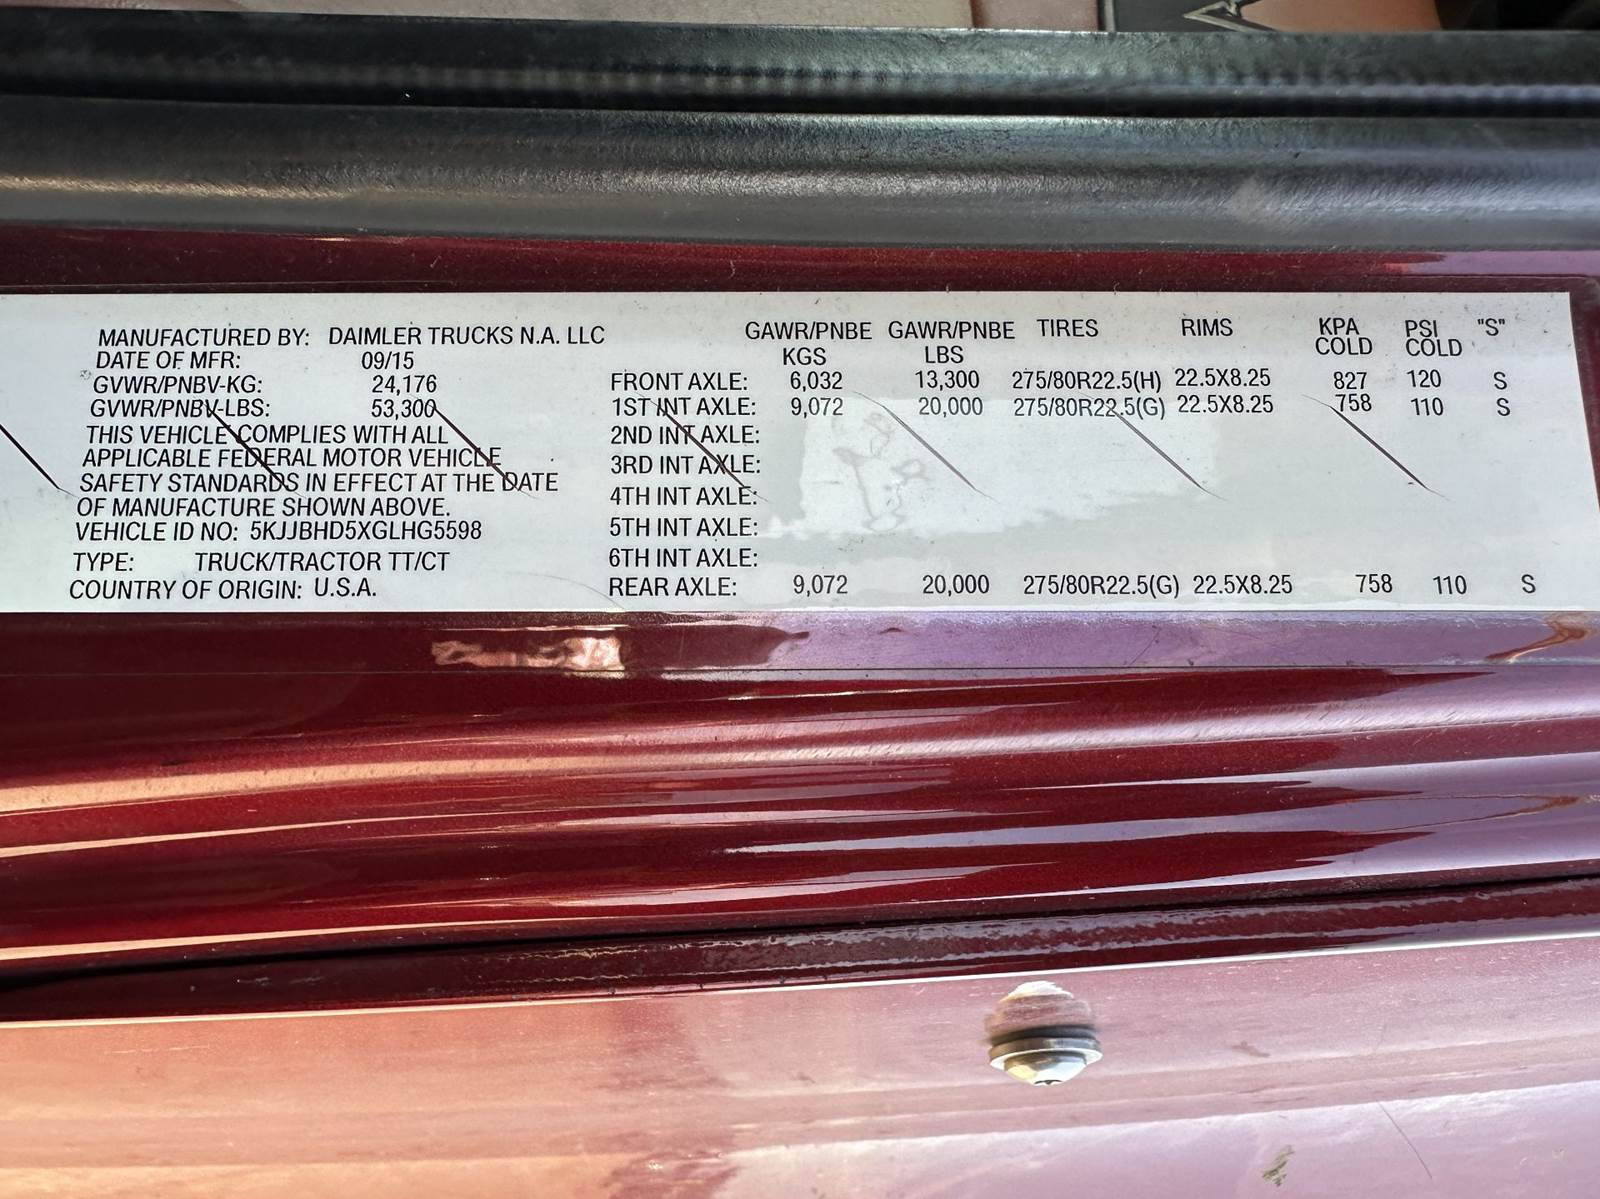 MANUFACTURED BY: DAIMLER TRUCKS N.A. LLC
DATE OF MFR: 09/15
GVWR/PNBV-KG: 24,176
GVWR/PNBV-LBS: 53,300
THIS VEHICLE COMPLIES WITH ALL
APPLICABLE FEDERAL MOTOR VEHICLE
SAFETY STANDARDS IN EFFECT AT THE DATE
OF MANUFACTURE SHOWN ABOVE.
VEHICLE ID NO: 5KJJBHD5XGLHG5598
TYPE: TRUCK/TRACTOR TT/CT
COUNTRY OF ORIGIN: U.S.A.
GAWR/PNBE GAWR/PNBE TIRES RIMS KPA PSI "S"
KGS LBS COLD COLD
FRONT AXLE: 6,032 13,300 275/80R22.5(H) 22.5X8.25 827 120 S
1ST INT AXLE: 9,072 20,000 275/80R22.5(G) 22.5X8.25 758 110 S
2ND INT AXLE:
3RD INT AXLE:
4TH INT AXLE:
5TH INT AXLE:
6TH INT AXLE:
REAR AXLE: 9,072 20,000 275/80R22.5(G) 22.5X8.25 758 110 S